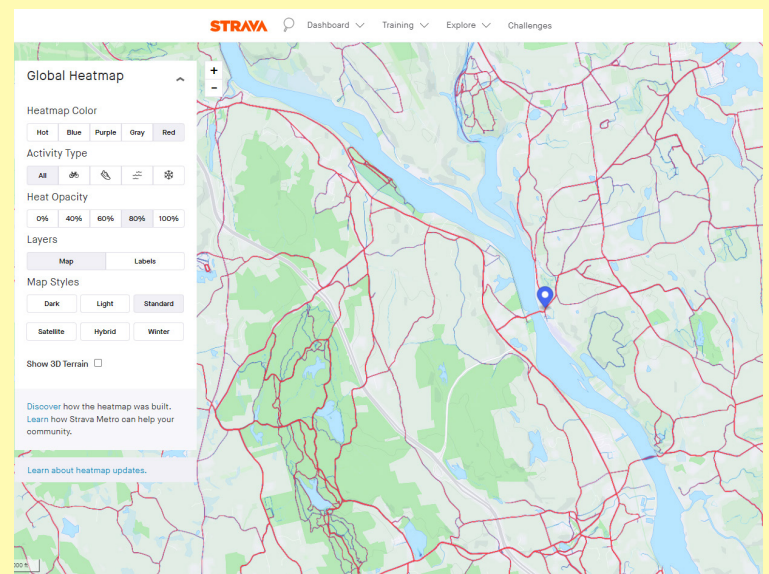 STRAVA Dashboard Training Explore Challenges
Global Heatmap
+
-
Heatmap Color
Hot Blue Purple Gray Red
Activity Type
All
Heat Opacity
0% 40% 60% 80% 100%
Layers
Map Labels
Map Styles
Dark Light Standard
Satellite Hybrid Winter
Show 3D Terrain
Discover how the heatmap was built.
Learn how Strava Metro can help your
community.
Learn about heatmap updates.